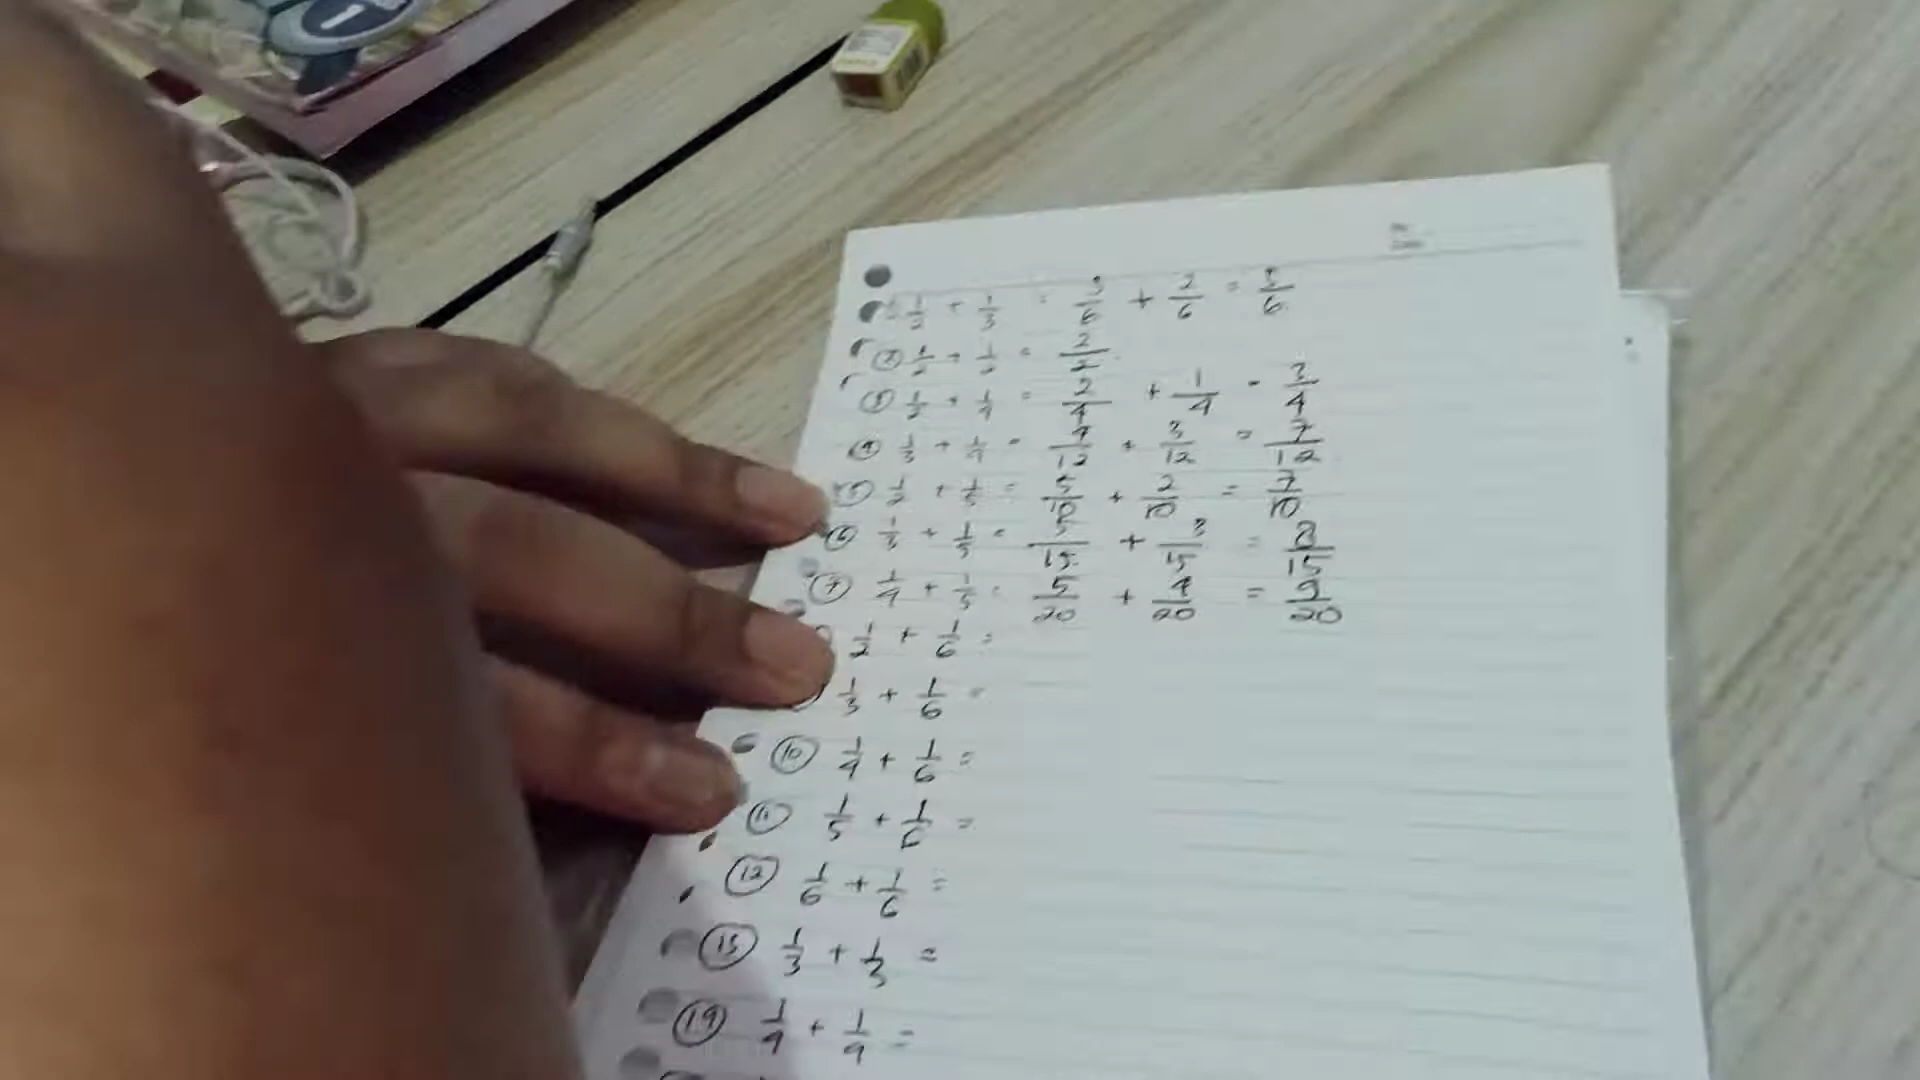 1/2 + 1/3 = 3/6 + 2/6 = 5/6
② 1/2 + 1/2 = 2/2
③ 1/2 + 1/4 = 2/4 + 1/4 = 3/4
④ 1/3 + 1/4 = 4/12 + 3/12 = 7/12
⑤ 1/2 + 1/5 = 5/10 + 2/10 = 7/10
⑥ 1/3 + 1/5 = 5/15 + 3/5 = 8/15
⑦ 1/4 + 1/5 = 5/20 + 4/20 = 9/20
1/2 + 1/6 =
1/3 + 1/6 =
⑩ 1/4 + 1/6 =
⑪ 1/5 + 1/6 =
⑫ 1/6 + 1/6 =
⑬ 1/3 + 1/3 =
⑭ 1/4 + 1/4 =